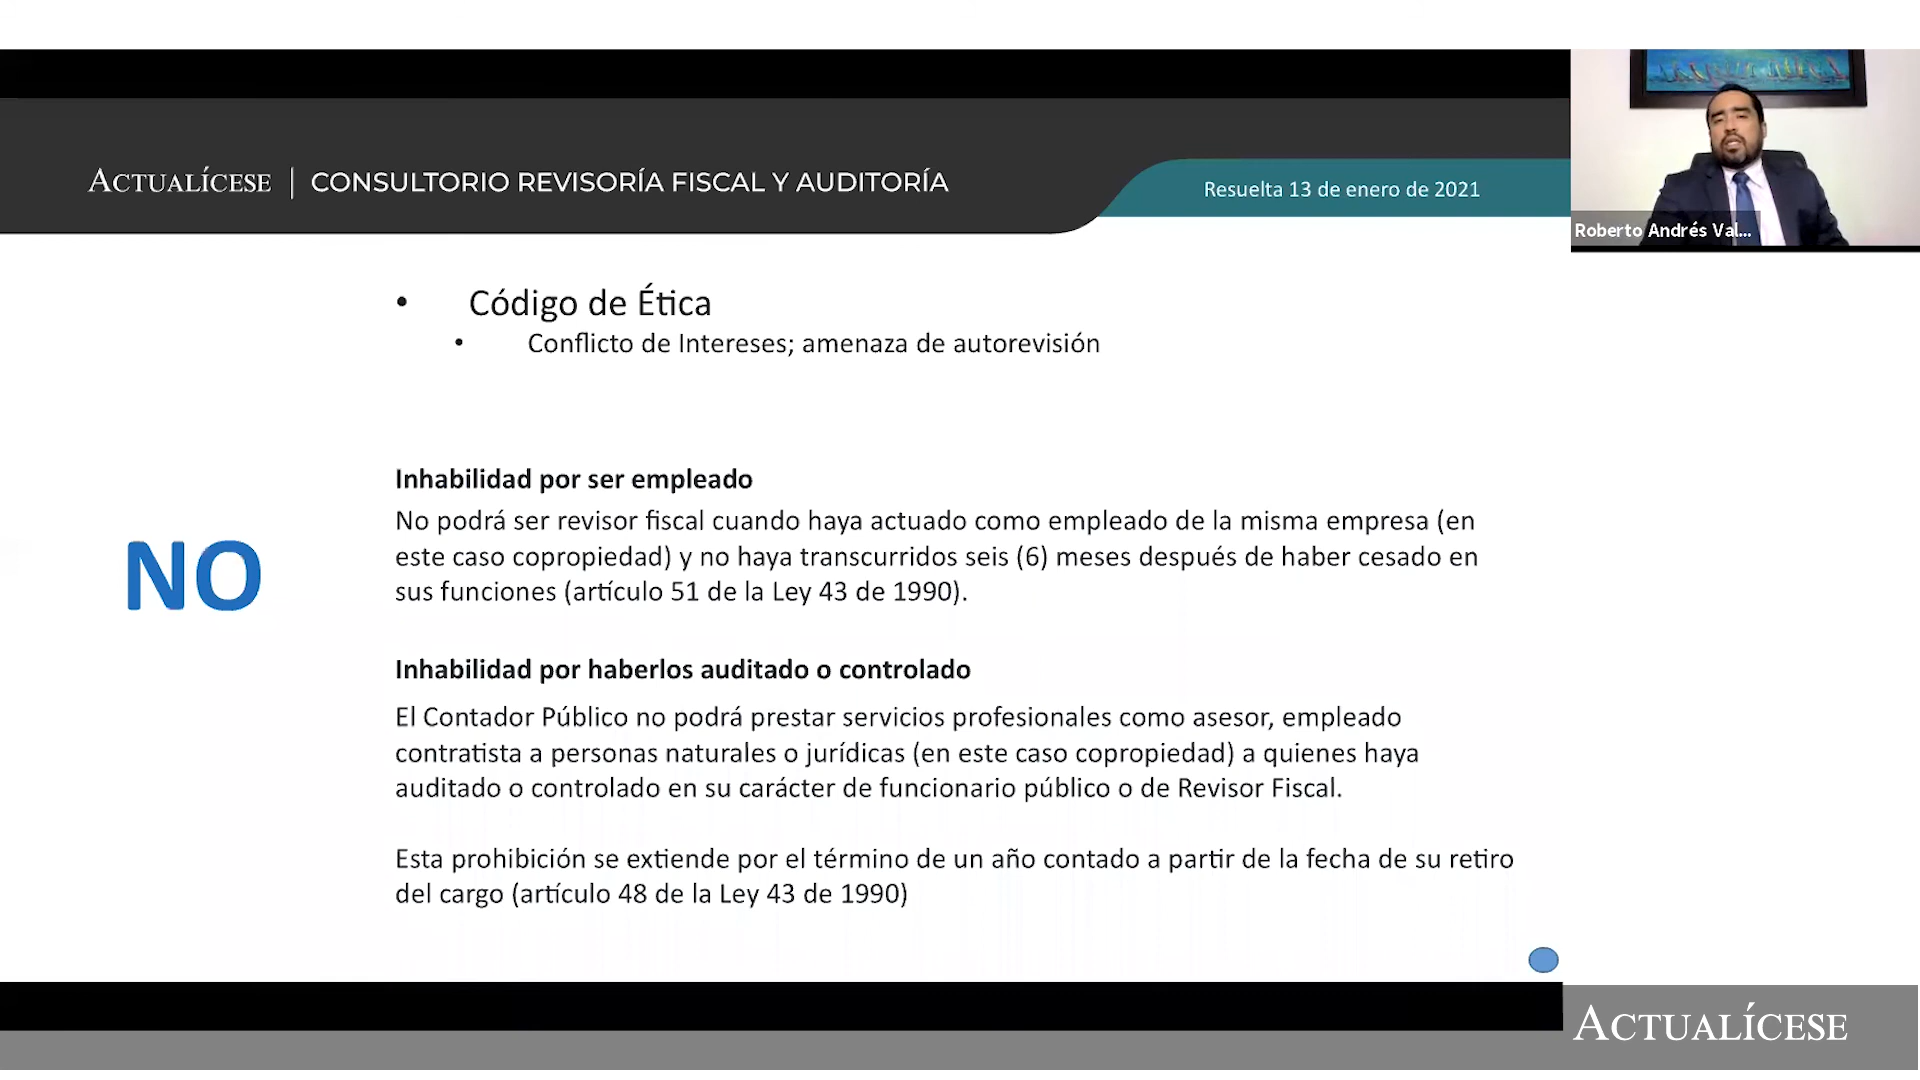 ACTUALÍCESE | CONSULTORIO REVISORÍA FISCAL Y AUDITORÍA
Resuelta 13 de enero de 2021
Roberto Andrés Val...
• Código de Ética
• Conflicto de Intereses; amenaza de autorevisión
NO
Inhabilidad por ser empleado
No podrá ser revisor fiscal cuando haya actuado como empleado de la misma empresa (en
este caso copropiedad) y no haya transcurridos seis (6) meses después de haber cesado en
sus funciones (artículo 51 de la Ley 43 de 1990).
Inhabilidad por haberlos auditado o controlado
El Contador Público no podrá prestar servicios profesionales como asesor, empleado
contratista a personas naturales o jurídicas (en este caso copropiedad) a quienes haya
auditado o controlado en su carácter de funcionario público o de Revisor Fiscal.
Esta prohibición se extiende por el término de un año contado a partir de la fecha de su retiro
del cargo (artículo 48 de la Ley 43 de 1990)
ACTUALÍCESE